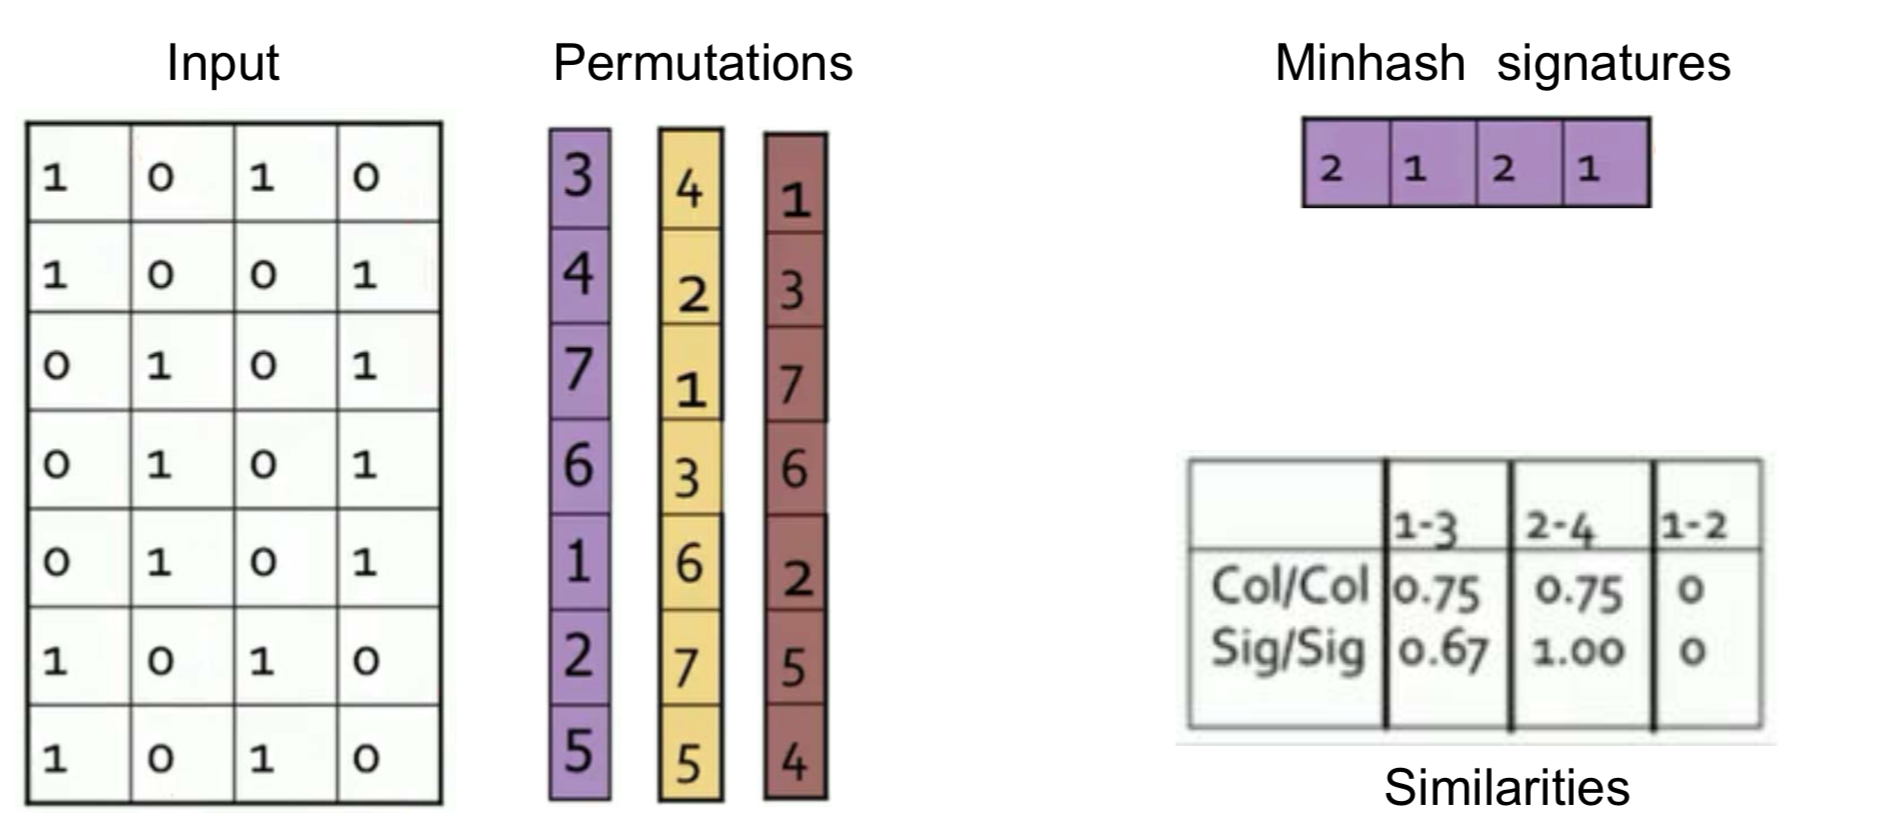 Input
Permutations
Minhash signatures
1 0 1 0
1 0 0 1
0 1 0 1
0 1 0 1
0 1 0 1
1 0 1 0
1 0 1 0
3
4
7
6
1
2
5
4
2
1
3
6
7
5
1
3
7
6
2
5
4
2 1 2 1
1-3 2-4 1-2
Col/Col 0.75 0.75 0
Sig/Sig 0.67 1.00 0
Similarities